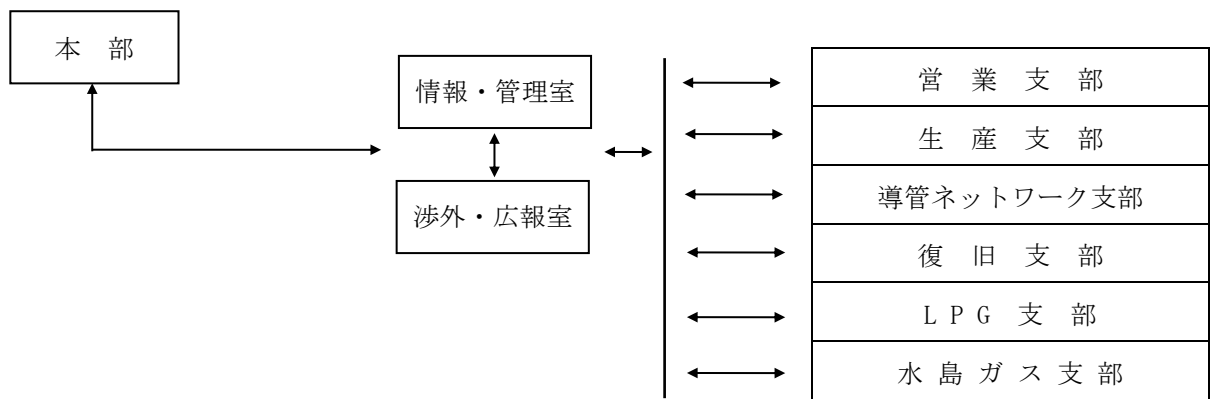 本　部
情報・管理室
渉外・広報室
営　業　支　部
生　産　支　部
導管ネットワーク支部
復　旧　支　部
ＬＰＧ　支　部
水 島 ガ ス 支 部